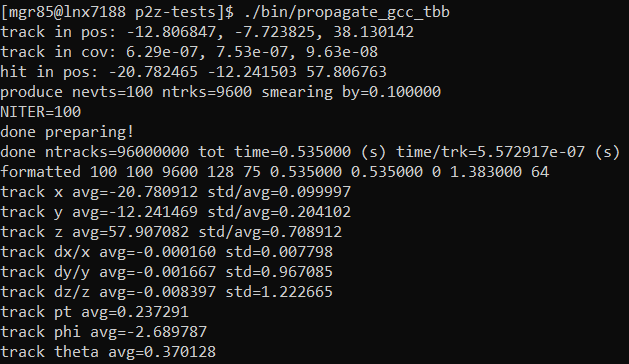 [mgr85@lnx7188 p2z-tests]$ ./bin/propagate_gcc_tbb
track in pos: -12.806847, -7.723825, 38.130142
track in cov: 6.29e-07, 7.53e-07, 9.63e-08
hit in pos: -20.782465 -12.241503 57.806763
produce nevts=100 ntrks=9600 smearing by=0.100000
NITER=100
done preparing!
done ntracks=96000000 tot time=0.535000 (s) time/trk=5.572917e-07 (s)
formatted 100 100 9600 128 75 0.535000 0.535000 0 1.383000 64
track x avg=-20.780912 std/avg=0.099997
track y avg=-12.241469 std/avg=0.204102
track z avg=57.907082 std/avg=0.708912
track dx/x avg=-0.000160 std=0.007798
track dy/y avg=-0.001667 std=0.967085
track dz/z avg=-0.008397 std=1.222665
track pt avg=0.237291
track phi avg=-2.689787
track theta avg=0.370128